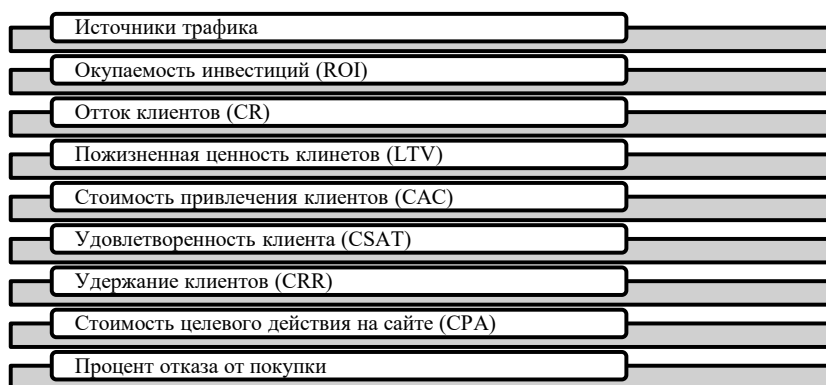 Источники трафика
Окупаемость инвестиций (ROI)
Отток клиентов (CR)
Пожизненная ценность клинетов (LTV)
Стоимость привлечения клиентов (CAC)
Удовлетворенность клиента (CSAT)
Удержание клиентов (CRR)
Стоимость целевого действия на сайте (CPA)
Процент отказа от покупки